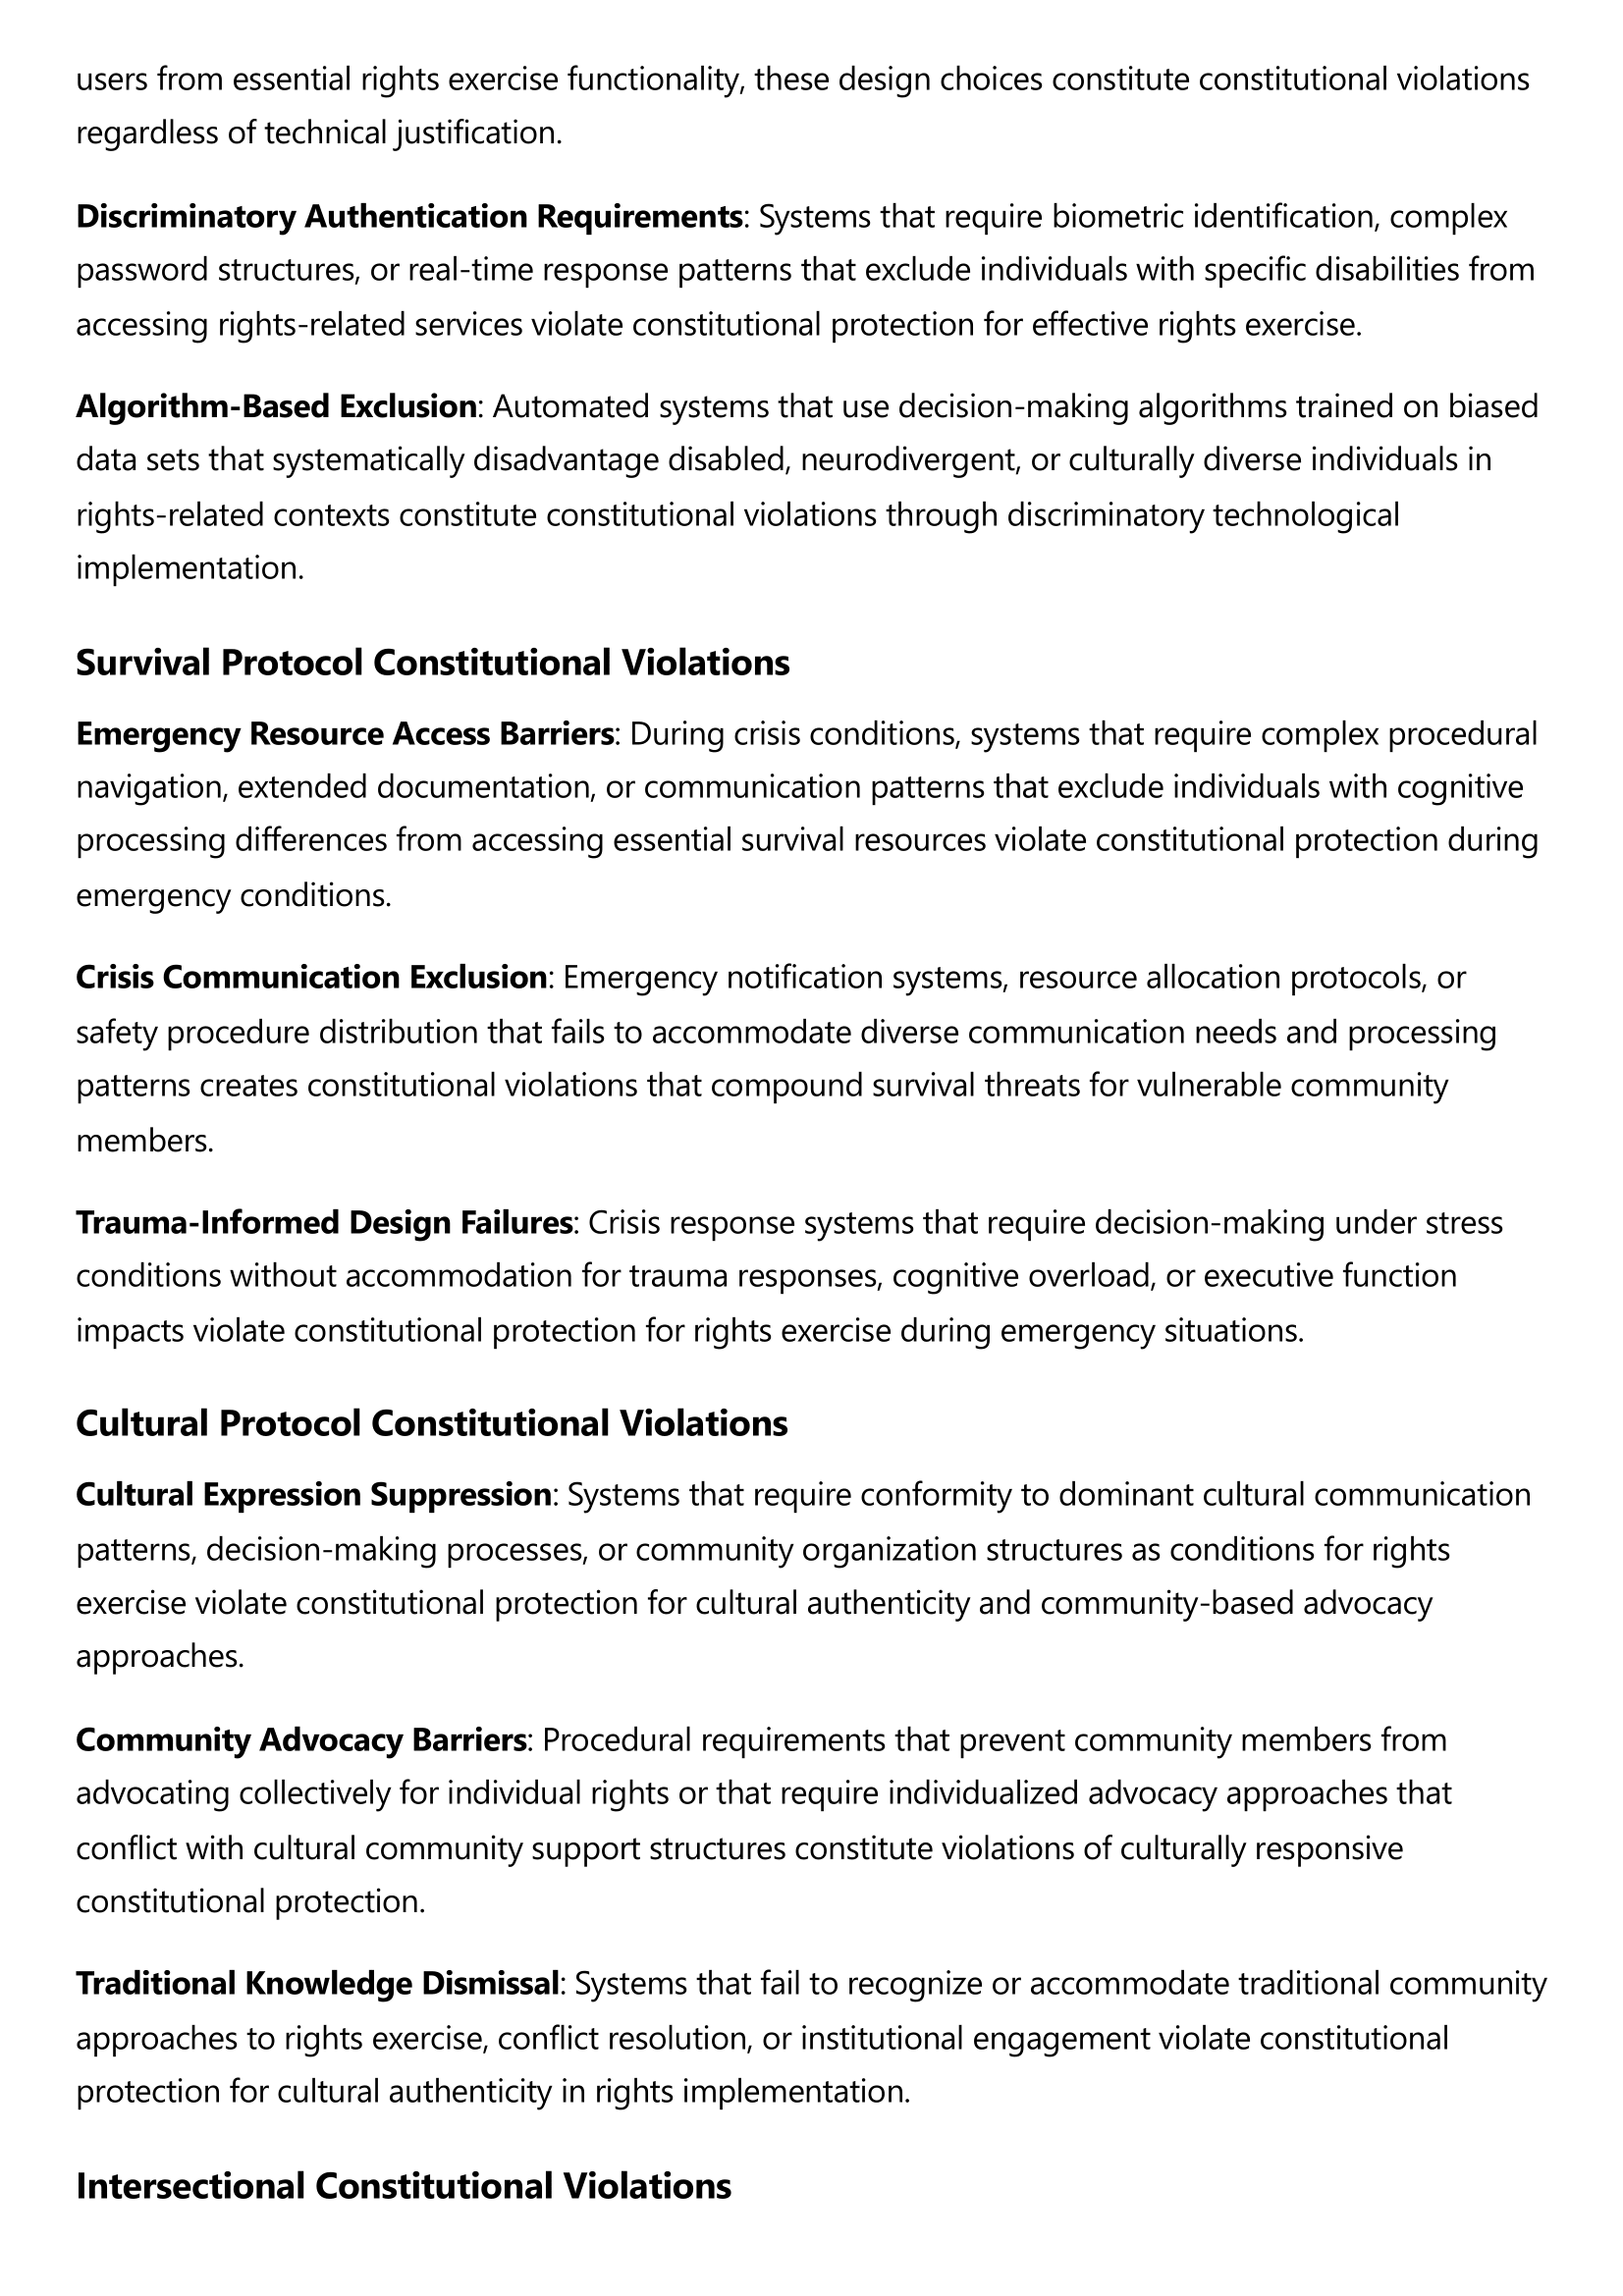 users from essential rights exercise functionality, these design choices constitute constitutional violations
regardless of technical justification.
Discriminatory Authentication Requirements: Systems that require biometric identification, complex
password structures, or real-time response patterns that exclude individuals with specific disabilities from
accessing rights-related services violate constitutional protection for effective rights exercise.
Algorithm-Based Exclusion: Automated systems that use decision-making algorithms trained on biased
data sets that systematically disadvantage disabled, neurodivergent, or culturally diverse individuals in
rights-related contexts constitute constitutional violations through discriminatory technological
implementation.
Survival Protocol Constitutional Violations
Emergency Resource Access Barriers: During crisis conditions, systems that require complex procedural
navigation, extended documentation, or communication patterns that exclude individuals with cognitive
processing differences from accessing essential survival resources violate constitutional protection during
emergency conditions.
Crisis Communication Exclusion: Emergency notification systems, resource allocation protocols, or
safety procedure distribution that fails to accommodate diverse communication needs and processing
patterns creates constitutional violations that compound survival threats for vulnerable community
members.
Trauma-Informed Design Failures: Crisis response systems that require decision-making under stress
conditions without accommodation for trauma responses, cognitive overload, or executive function
impacts violate constitutional protection for rights exercise during emergency situations.
Cultural Protocol Constitutional Violations
Cultural Expression Suppression: Systems that require conformity to dominant cultural communication
patterns, decision-making processes, or community organization structures as conditions for rights
exercise violate constitutional protection for cultural authenticity and community-based advocacy
approaches.
Community Advocacy Barriers: Procedural requirements that prevent community members from
advocating collectively for individual rights or that require individualized advocacy approaches that
conflict with cultural community support structures constitute violations of culturally responsive
constitutional protection.
Traditional Knowledge Dismissal: Systems that fail to recognize or accommodate traditional community
approaches to rights exercise, conflict resolution, or institutional engagement violate constitutional
protection for cultural authenticity in rights implementation.
Intersectional Constitutional Violations